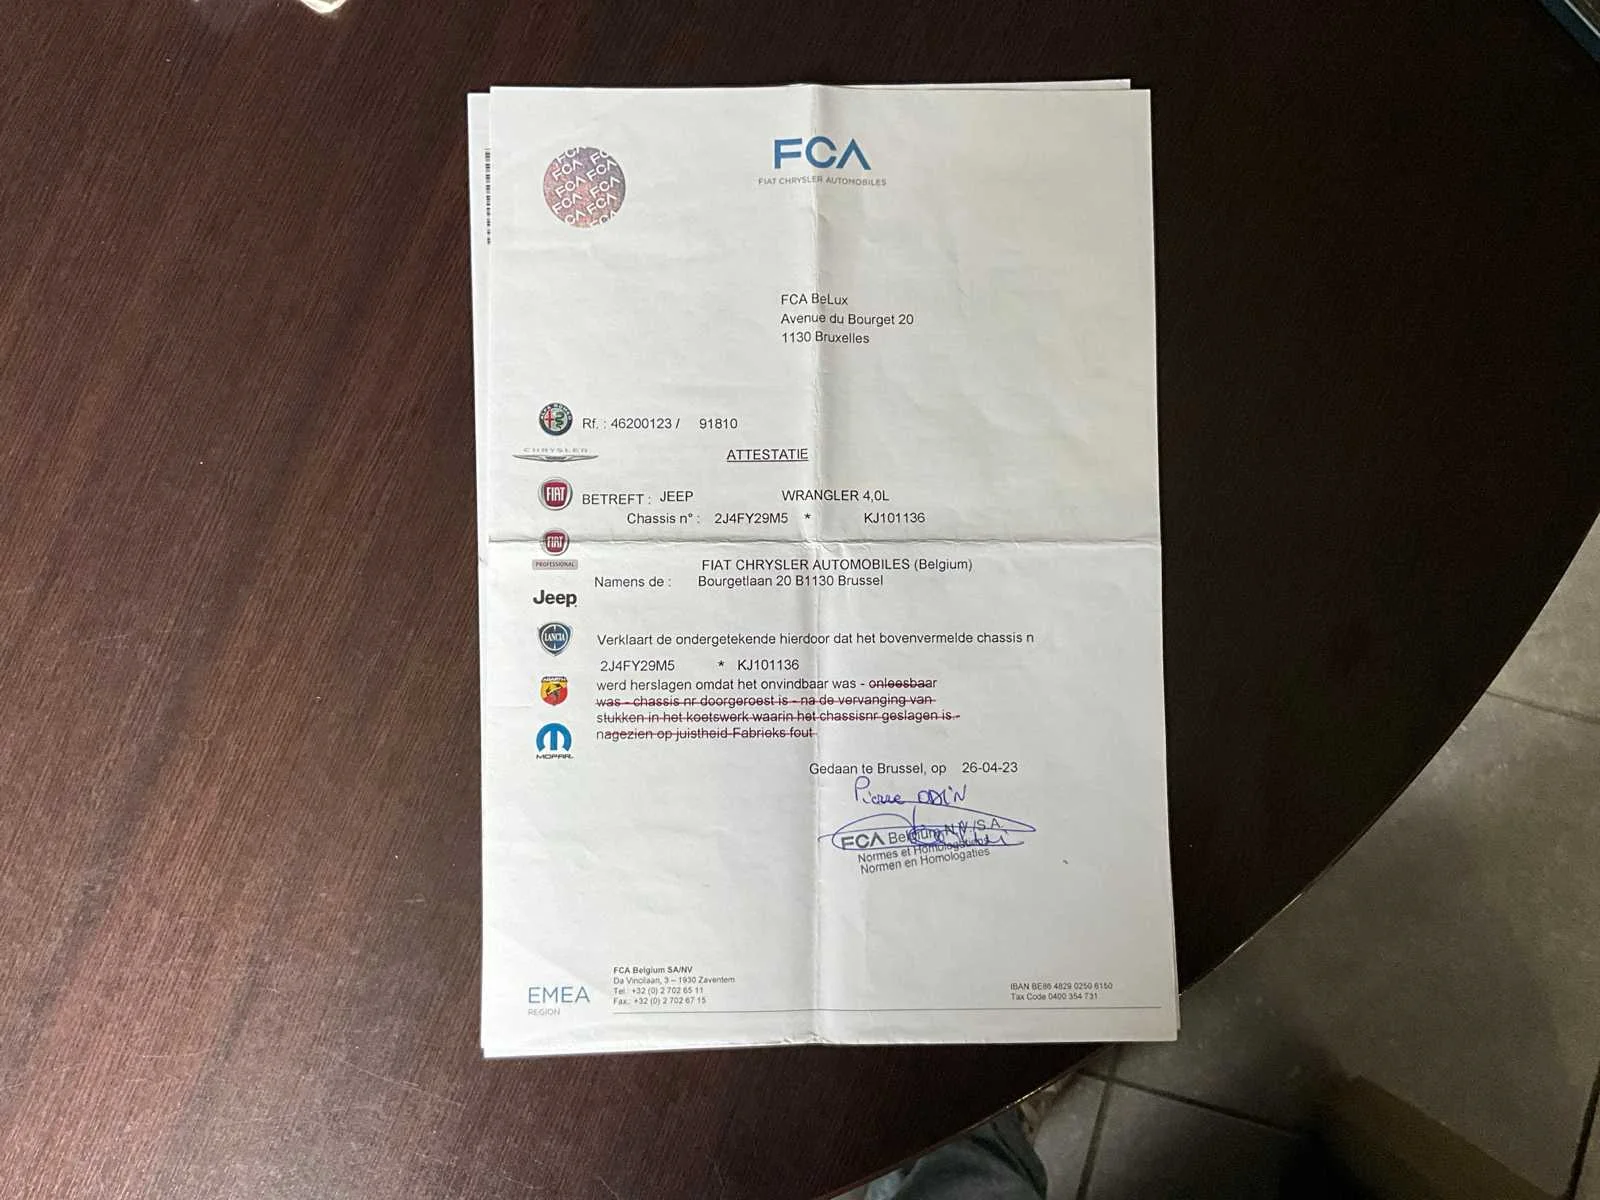 FCA
FIAT CHRYSLER AUTOMOBILES
FCA BeLux
Avenue du Bourget 20
1130 Bruxelles
Rf. : 46200123 / 91810
CHRYSLER
ATTESTATIE
FIAT
BETREFT : JEEP WRANGLER 4,0L
Chassis n° : 2J4FY29M5 * KJ101136
FIAT
PROFESSIONAL
FIAT CHRYSLER AUTOMOBILES (Belgium)
Namens de : Bourgetlaan 20 B1130 Brussel
Jeep
LANCIA
Verklaart de ondergetekende hierdoor dat het bovenvermelde chassis n
2J4FY29M5 * KJ101136
werd herslagen omdat het onvindbaar was - onleesbaar
was - chassis nr doorgeroest is - na de vervanging van
stukken in het koetswerk waarin het chassisnr geslagen is.-
nagezien op juistheid Fabrieks fout
MOPAR
Gedaan te Brussel, op 26-04-23
Pierre
FCA Belgium N.V./S.A.
Normes et Homologations
Normen en Homologaties
EMEA
REGION
FCA Belgium SA/NV
Da Vincilaan, 3 – 1930 Zaventem
Tel.: +32 (0) 2 702 65 11
Fax.: +32 (0) 2 702 67 15
IBAN BE86 4829 0250 6150
Tax Code 0400 354 731